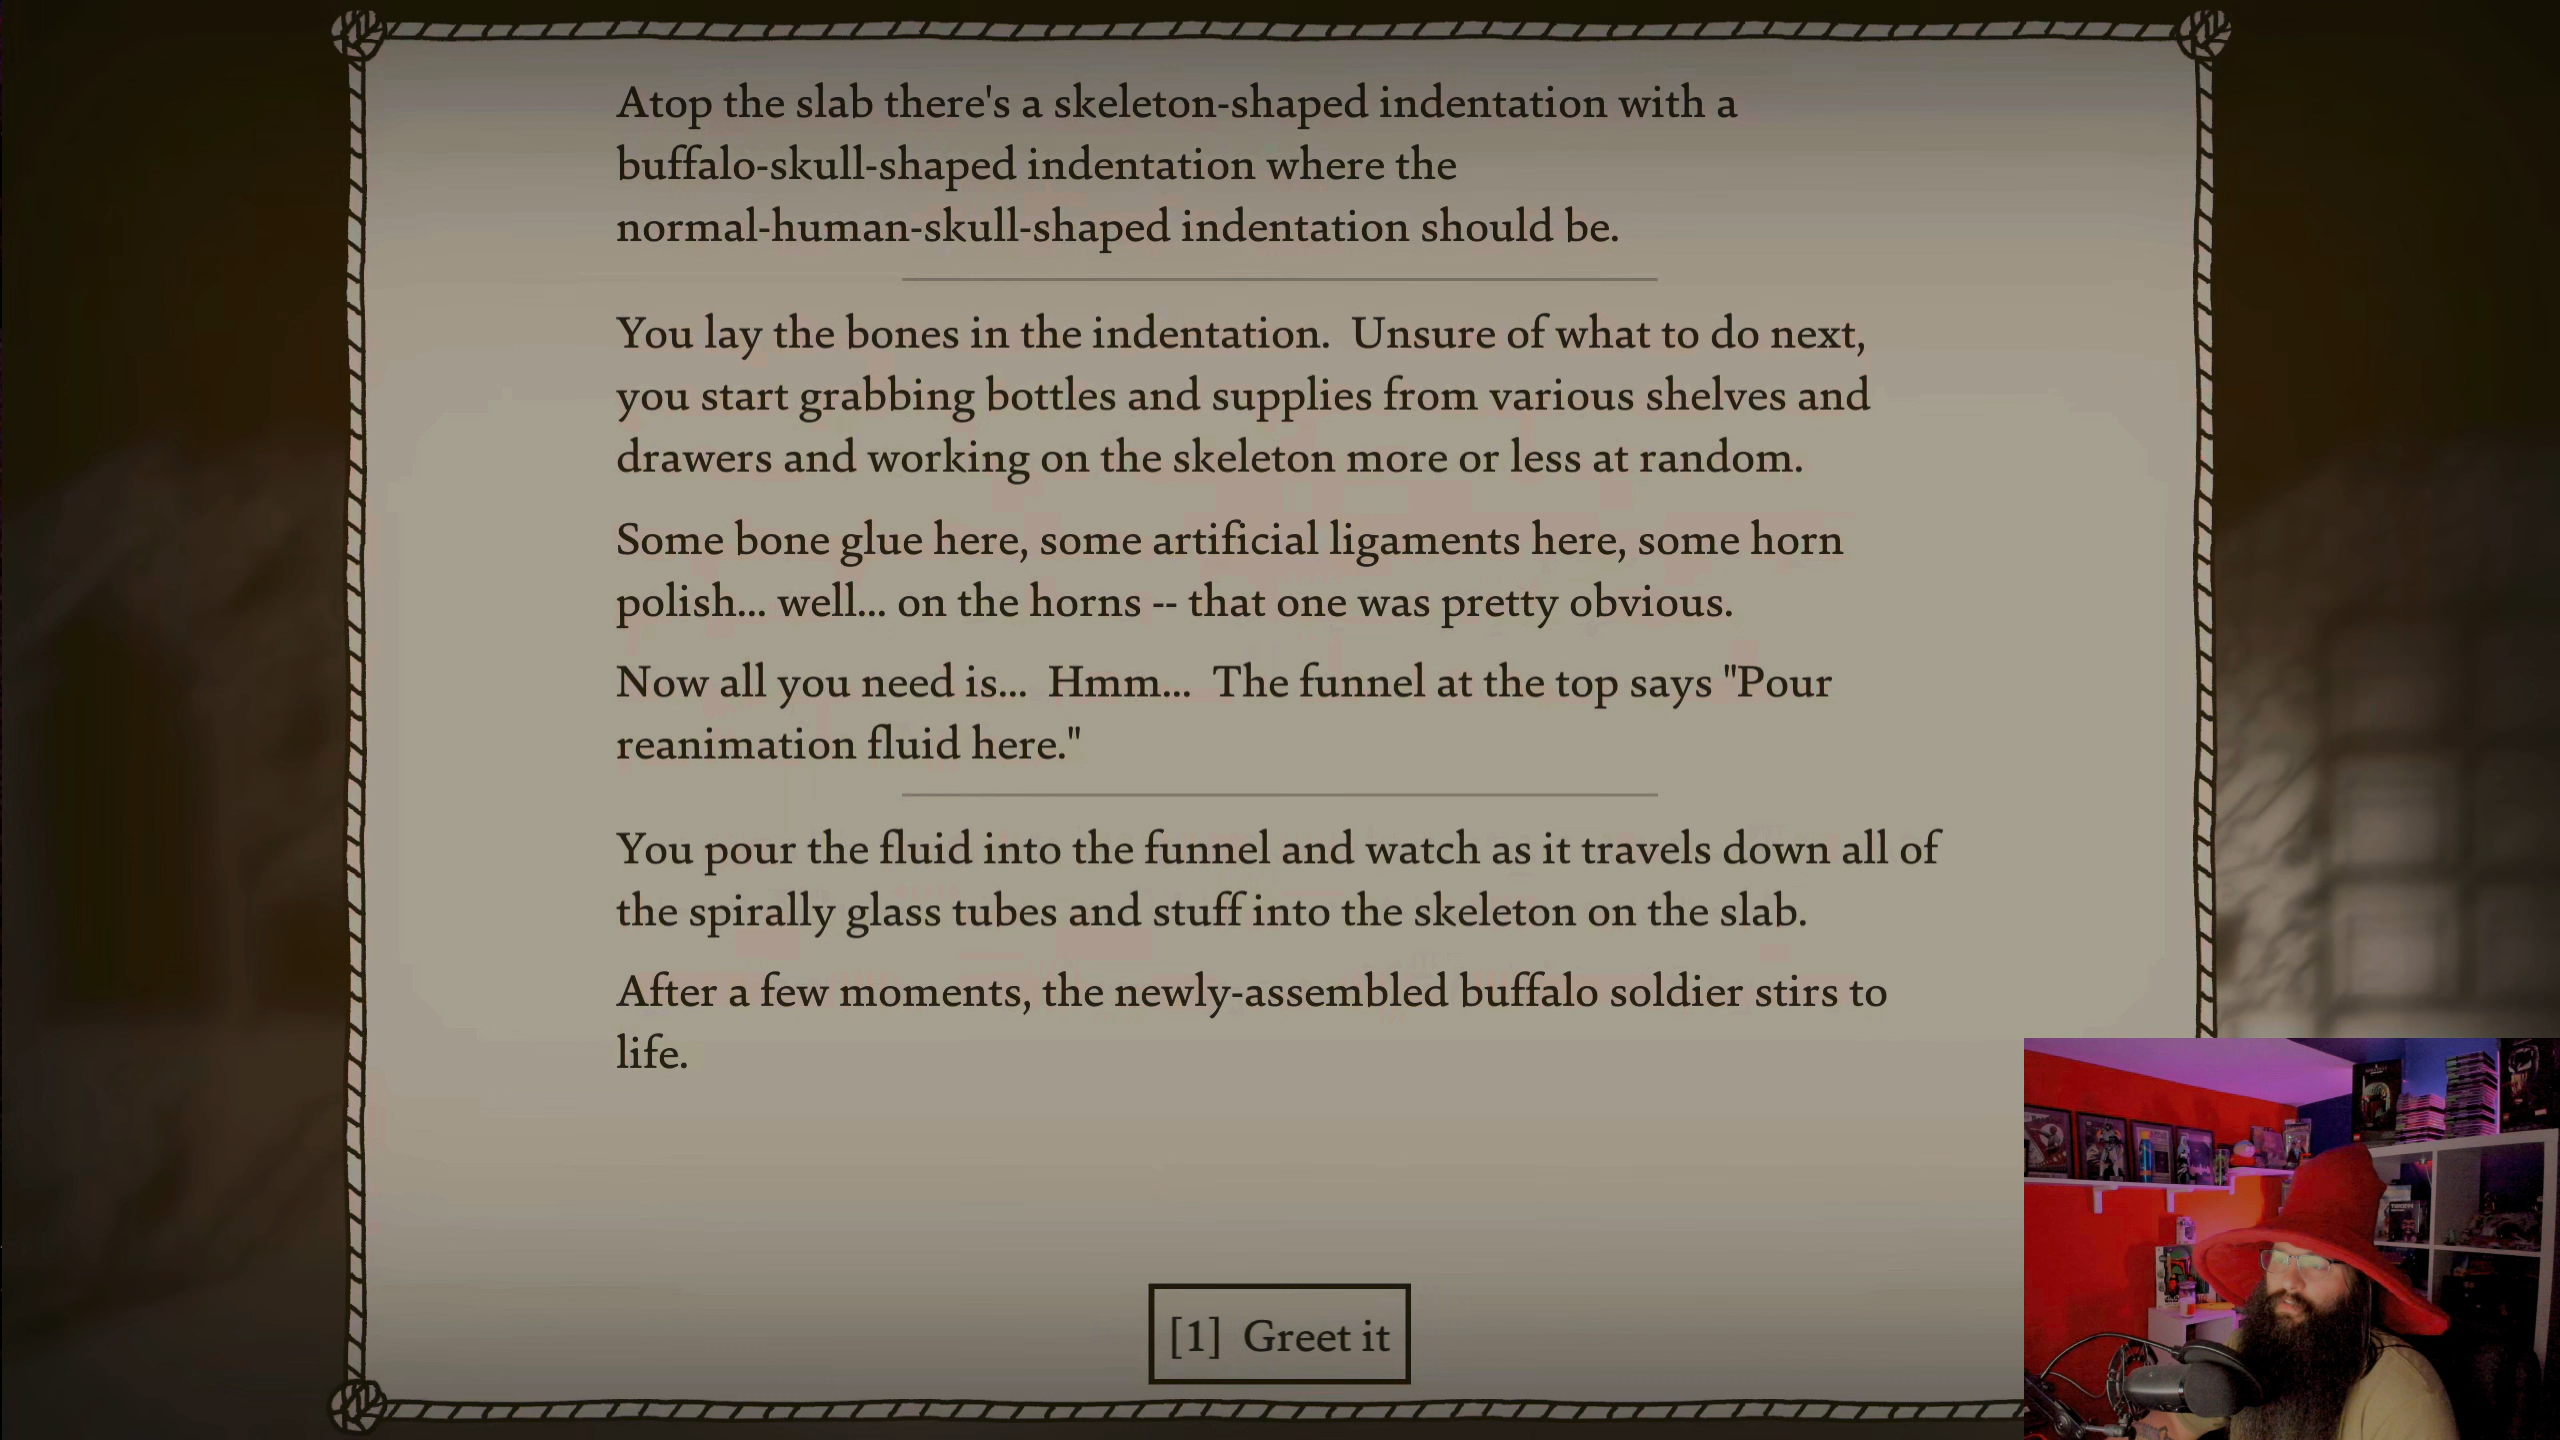 Atop the slab there's a skeleton-shaped indentation with a
buffalo-skull-shaped indentation where the
normal-human-skull-shaped indentation should be.
You lay the bones in the indentation.  Unsure of what to do next,
you start grabbing bottles and supplies from various shelves and
drawers and working on the skeleton more or less at random.
Some bone glue here, some artificial ligaments here, some horn
polish... well... on the horns -- that one was pretty obvious.
Now all you need is...  Hmm...  The funnel at the top says "Pour
reanimation fluid here."
You pour the fluid into the funnel and watch as it travels down all of
the spirally glass tubes and stuff into the skeleton on the slab.
After a few moments, the newly-assembled buffalo soldier stirs to
life.
[1]  Greet it